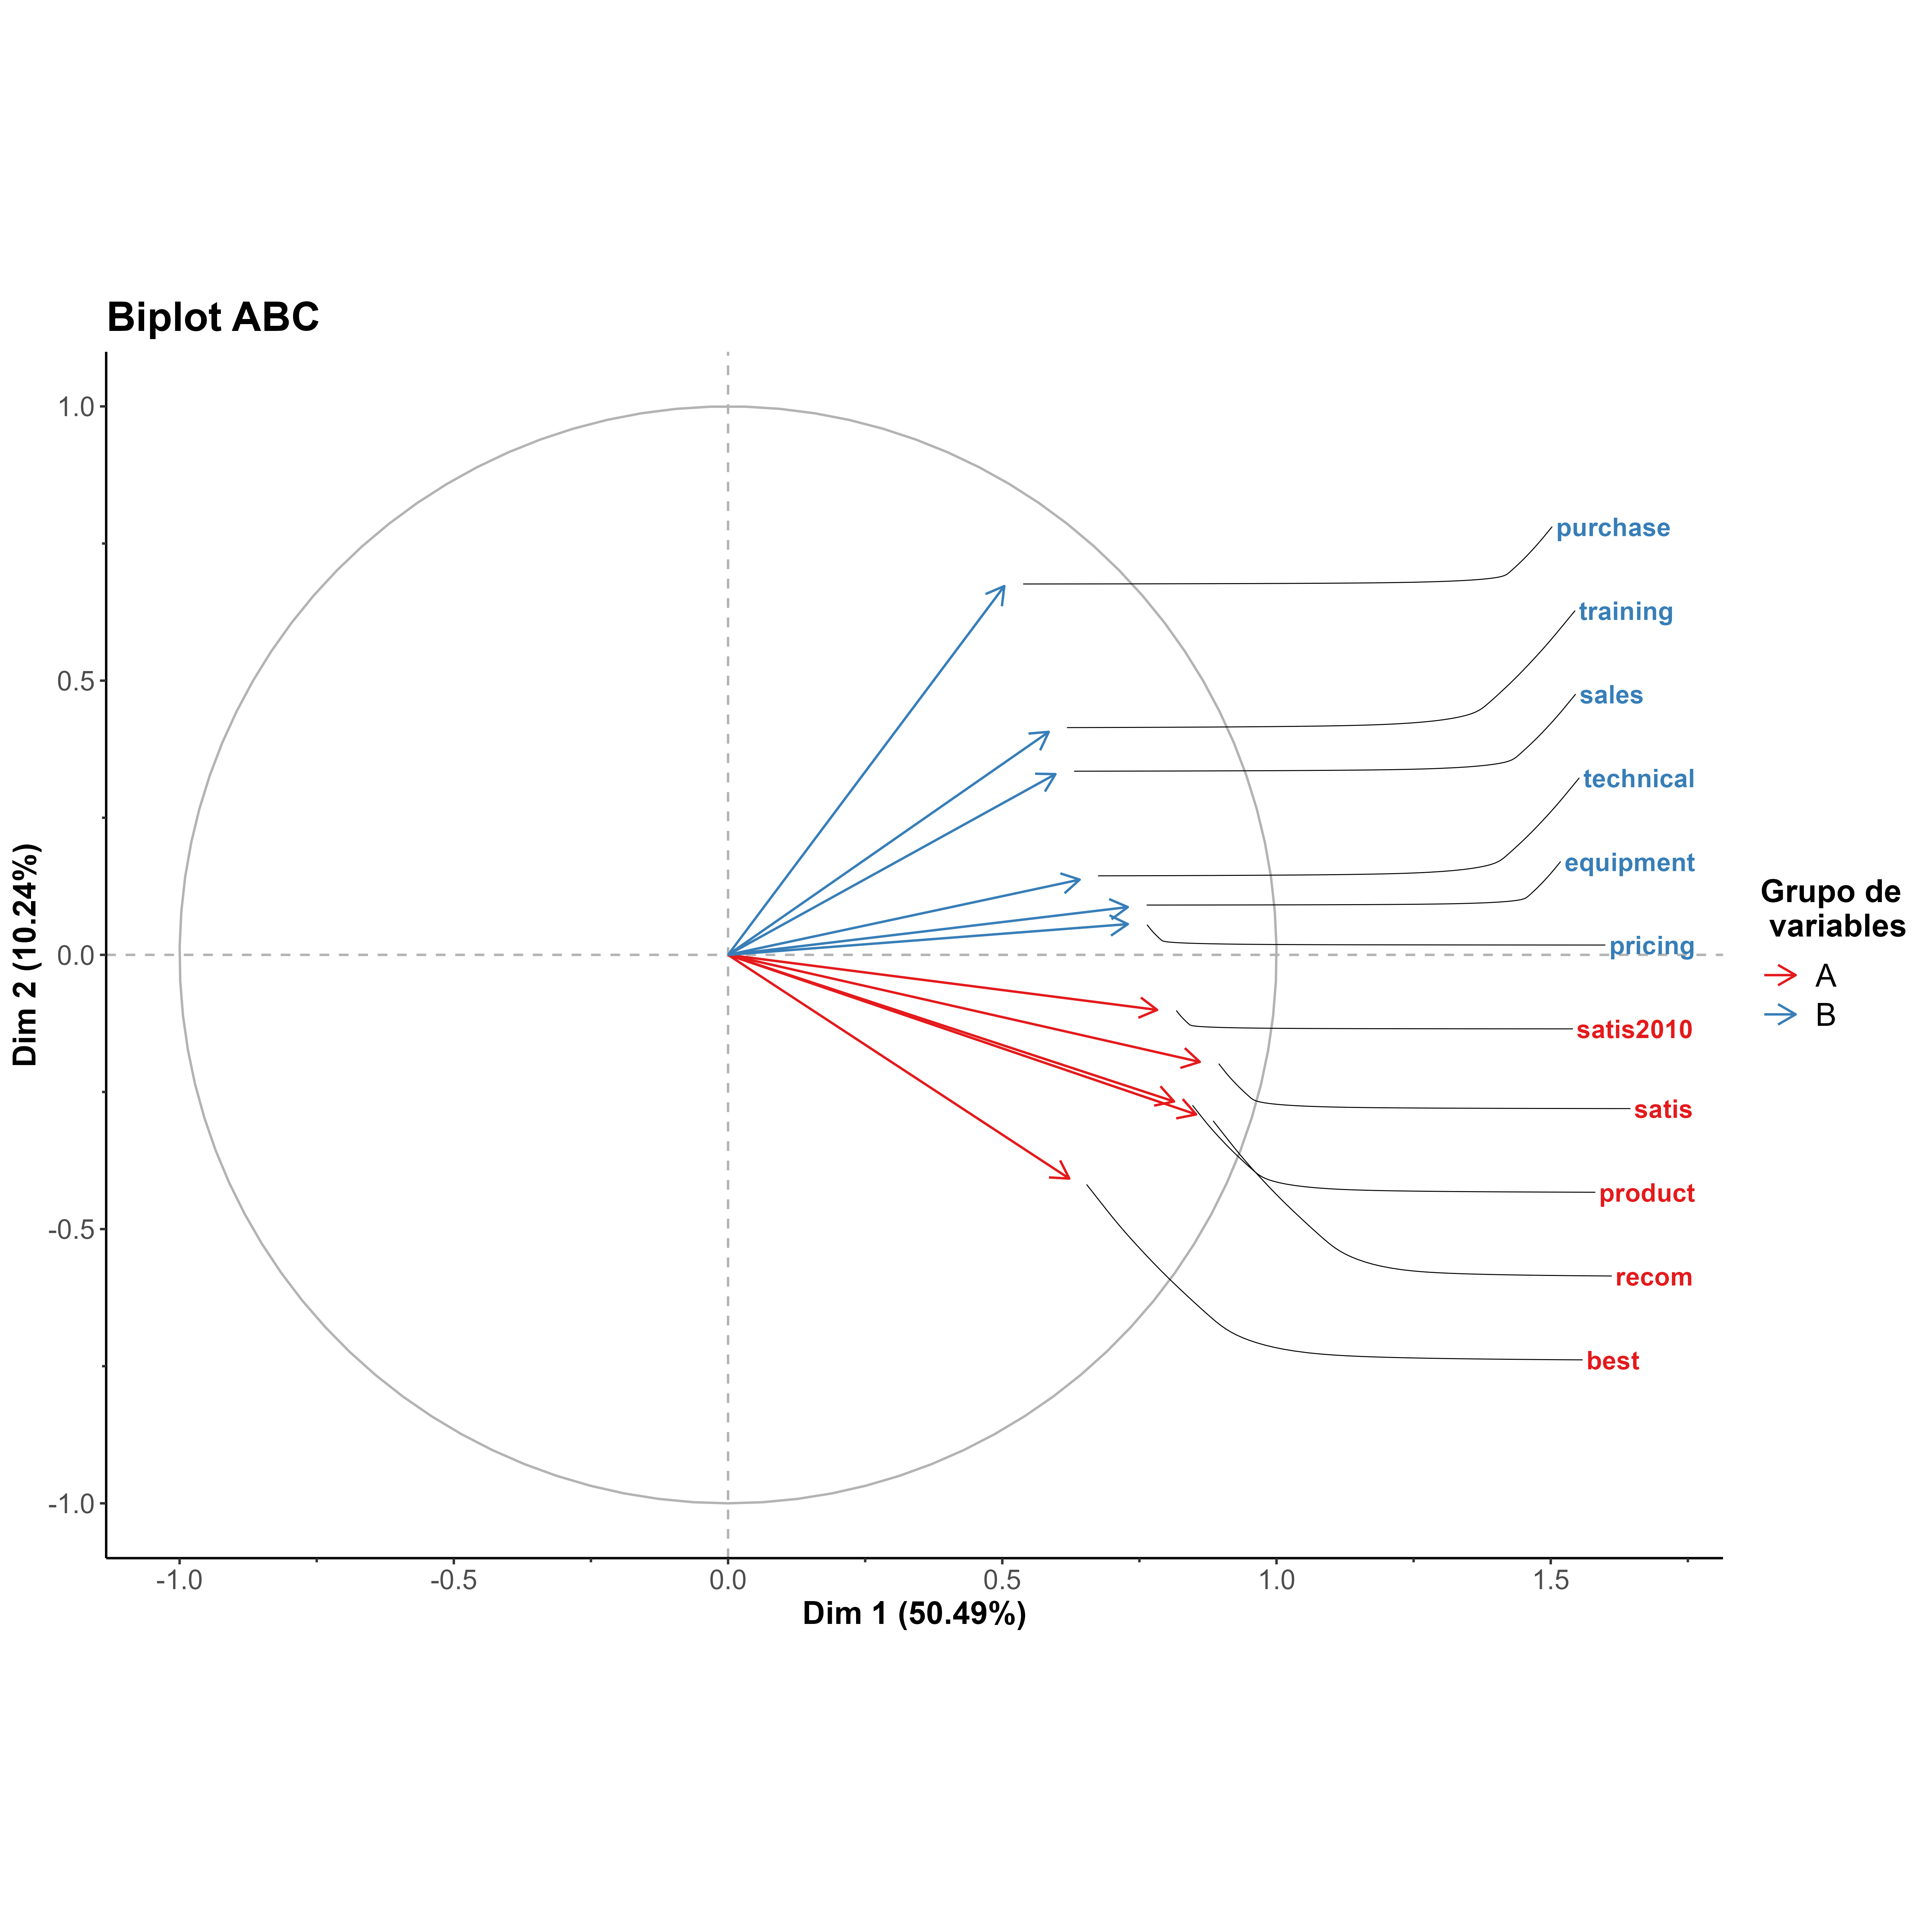 Biplot ABC
1.0
0.5
0.0
-0.5
-1.0
Dim 2 (10.24%)
-1.0
-0.5
0.0
0.5
1.0
1.5
Dim 1 (50.49%)
purchase
training
sales
technical
equipment
pricing
satis2010
satis
product
recom
best
Grupo de
variables
A
B